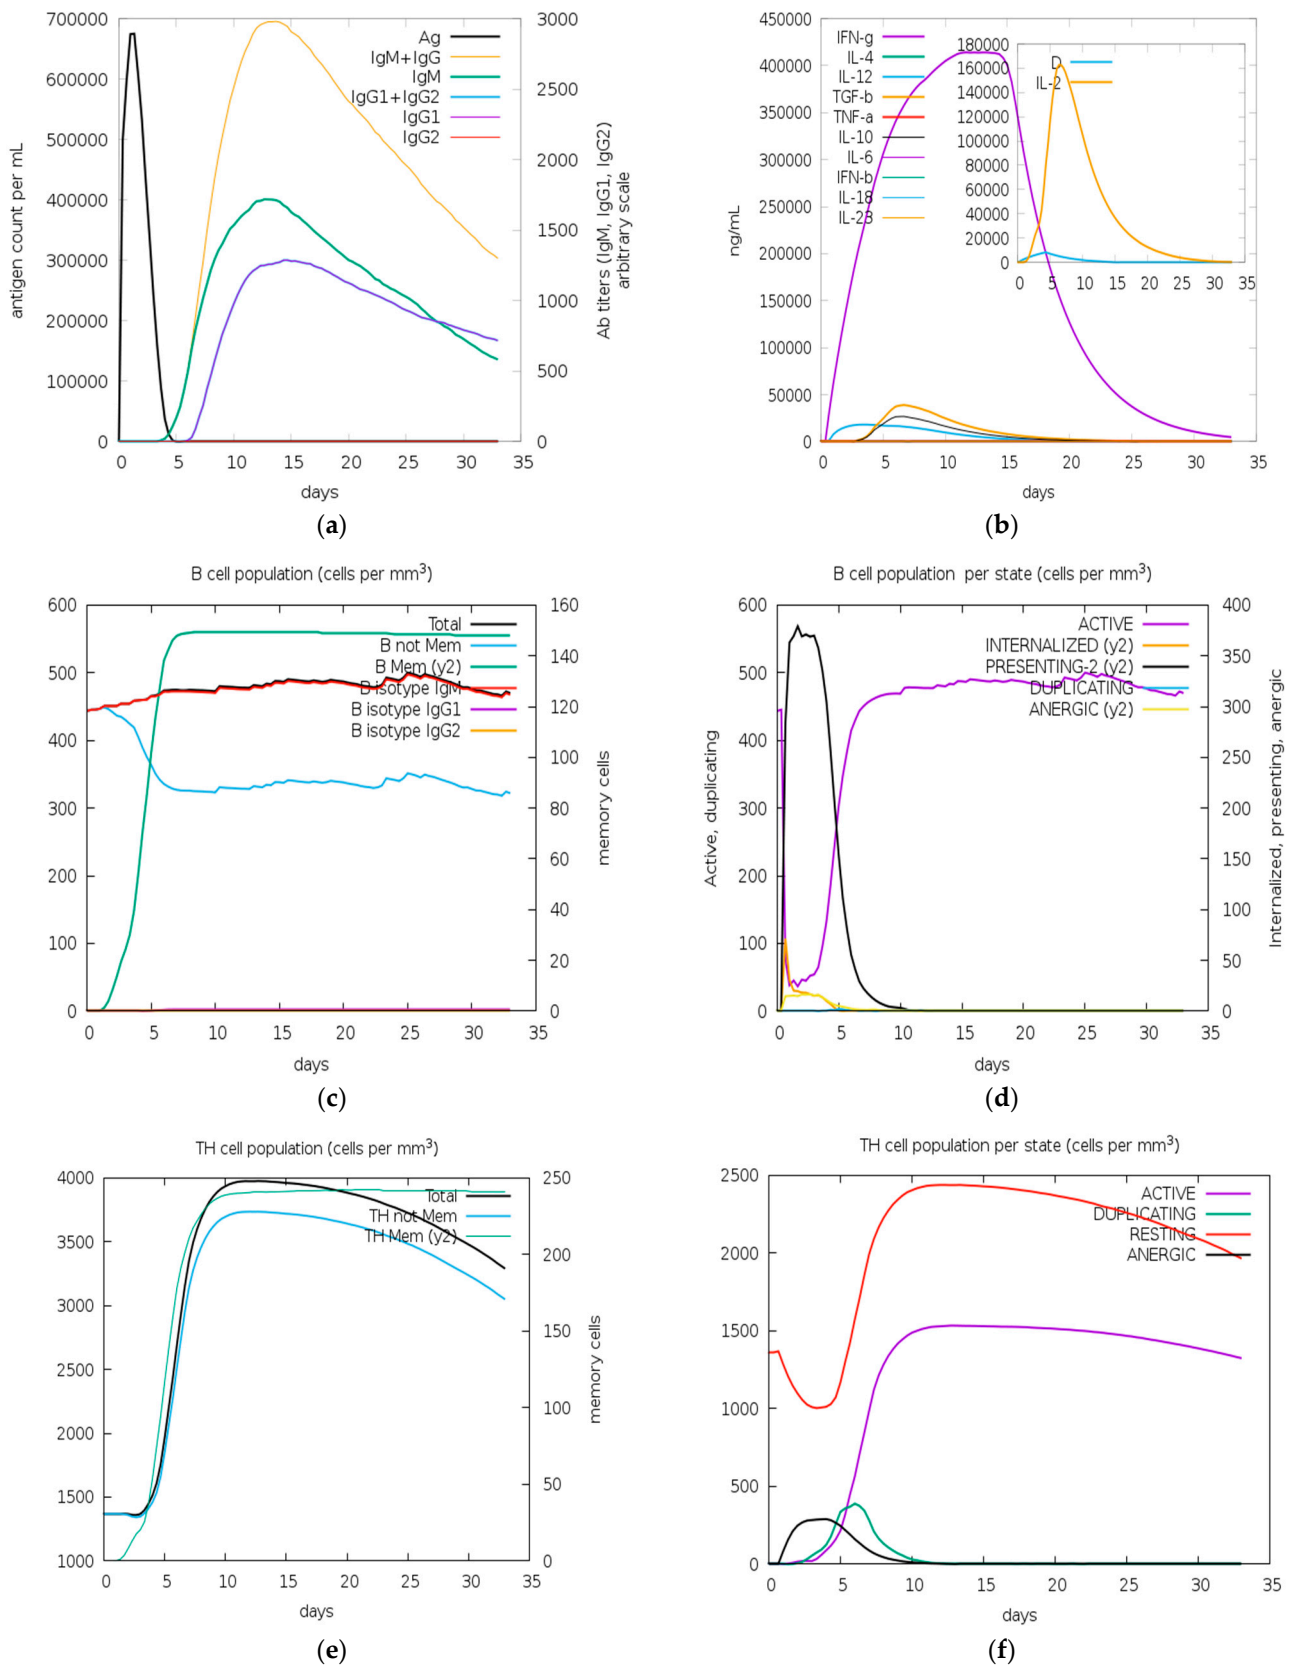 700000
600000
500000
400000
300000
200000
100000
0
antigen count per mL
Ag
IgM+IgG
IgM
IgG1+IgG2
IgG1
IgG2
3000
2500
2000
1500
1000
500
0
Ab titers (IgM, IgG1, IgG2)
arbitrary scale
0 5 10 15 20 25 30 35
days
(a)
450000
400000
350000
300000
250000
200000
150000
100000
50000
0
ng/mL
IFN-g
IL-4
IL-12
TGF-b
TNF-a
IL-10
IL-6
IFN-b
IL-18
IL-23
180000
160000
140000
120000
100000
80000
60000
40000
20000
0
D
IL-2
0 5 10 15 20 25 30 35
0 5 10 15 20 25 30 35
days
(b)
B cell population (cells per mm3)
600
500
400
300
200
100
0
Total
B not Mem
B Mem (y2)
B isotype IgM
B isotype IgG1
B isotype IgG2
160
140
120
100
80
60
40
20
0
memory cells
0 5 10 15 20 25 30 35
days
(c)
B cell population per state (cells per mm3)
600
500
400
300
200
100
0
Active, duplicating
ACTIVE
INTERNALIZED (y2)
PRESENTING-2 (y2)
DUPLICATING
ANERGIC (y2)
400
350
300
250
200
150
100
50
0
Internalized, presenting, anergic
0 5 10 15 20 25 30 35
days
(d)
TH cell population (cells per mm3)
4000
3500
3000
2500
2000
1500
1000
Total
TH not Mem
TH Mem (y2)
250
200
150
100
50
0
memory cells
0 5 10 15 20 25 30 35
days
(e)
TH cell population per state (cells per mm3)
2500
2000
1500
1000
500
0
ACTIVE
DUPLICATING
RESTING
ANERGIC
0 5 10 15 20 25 30 35
days
(f)